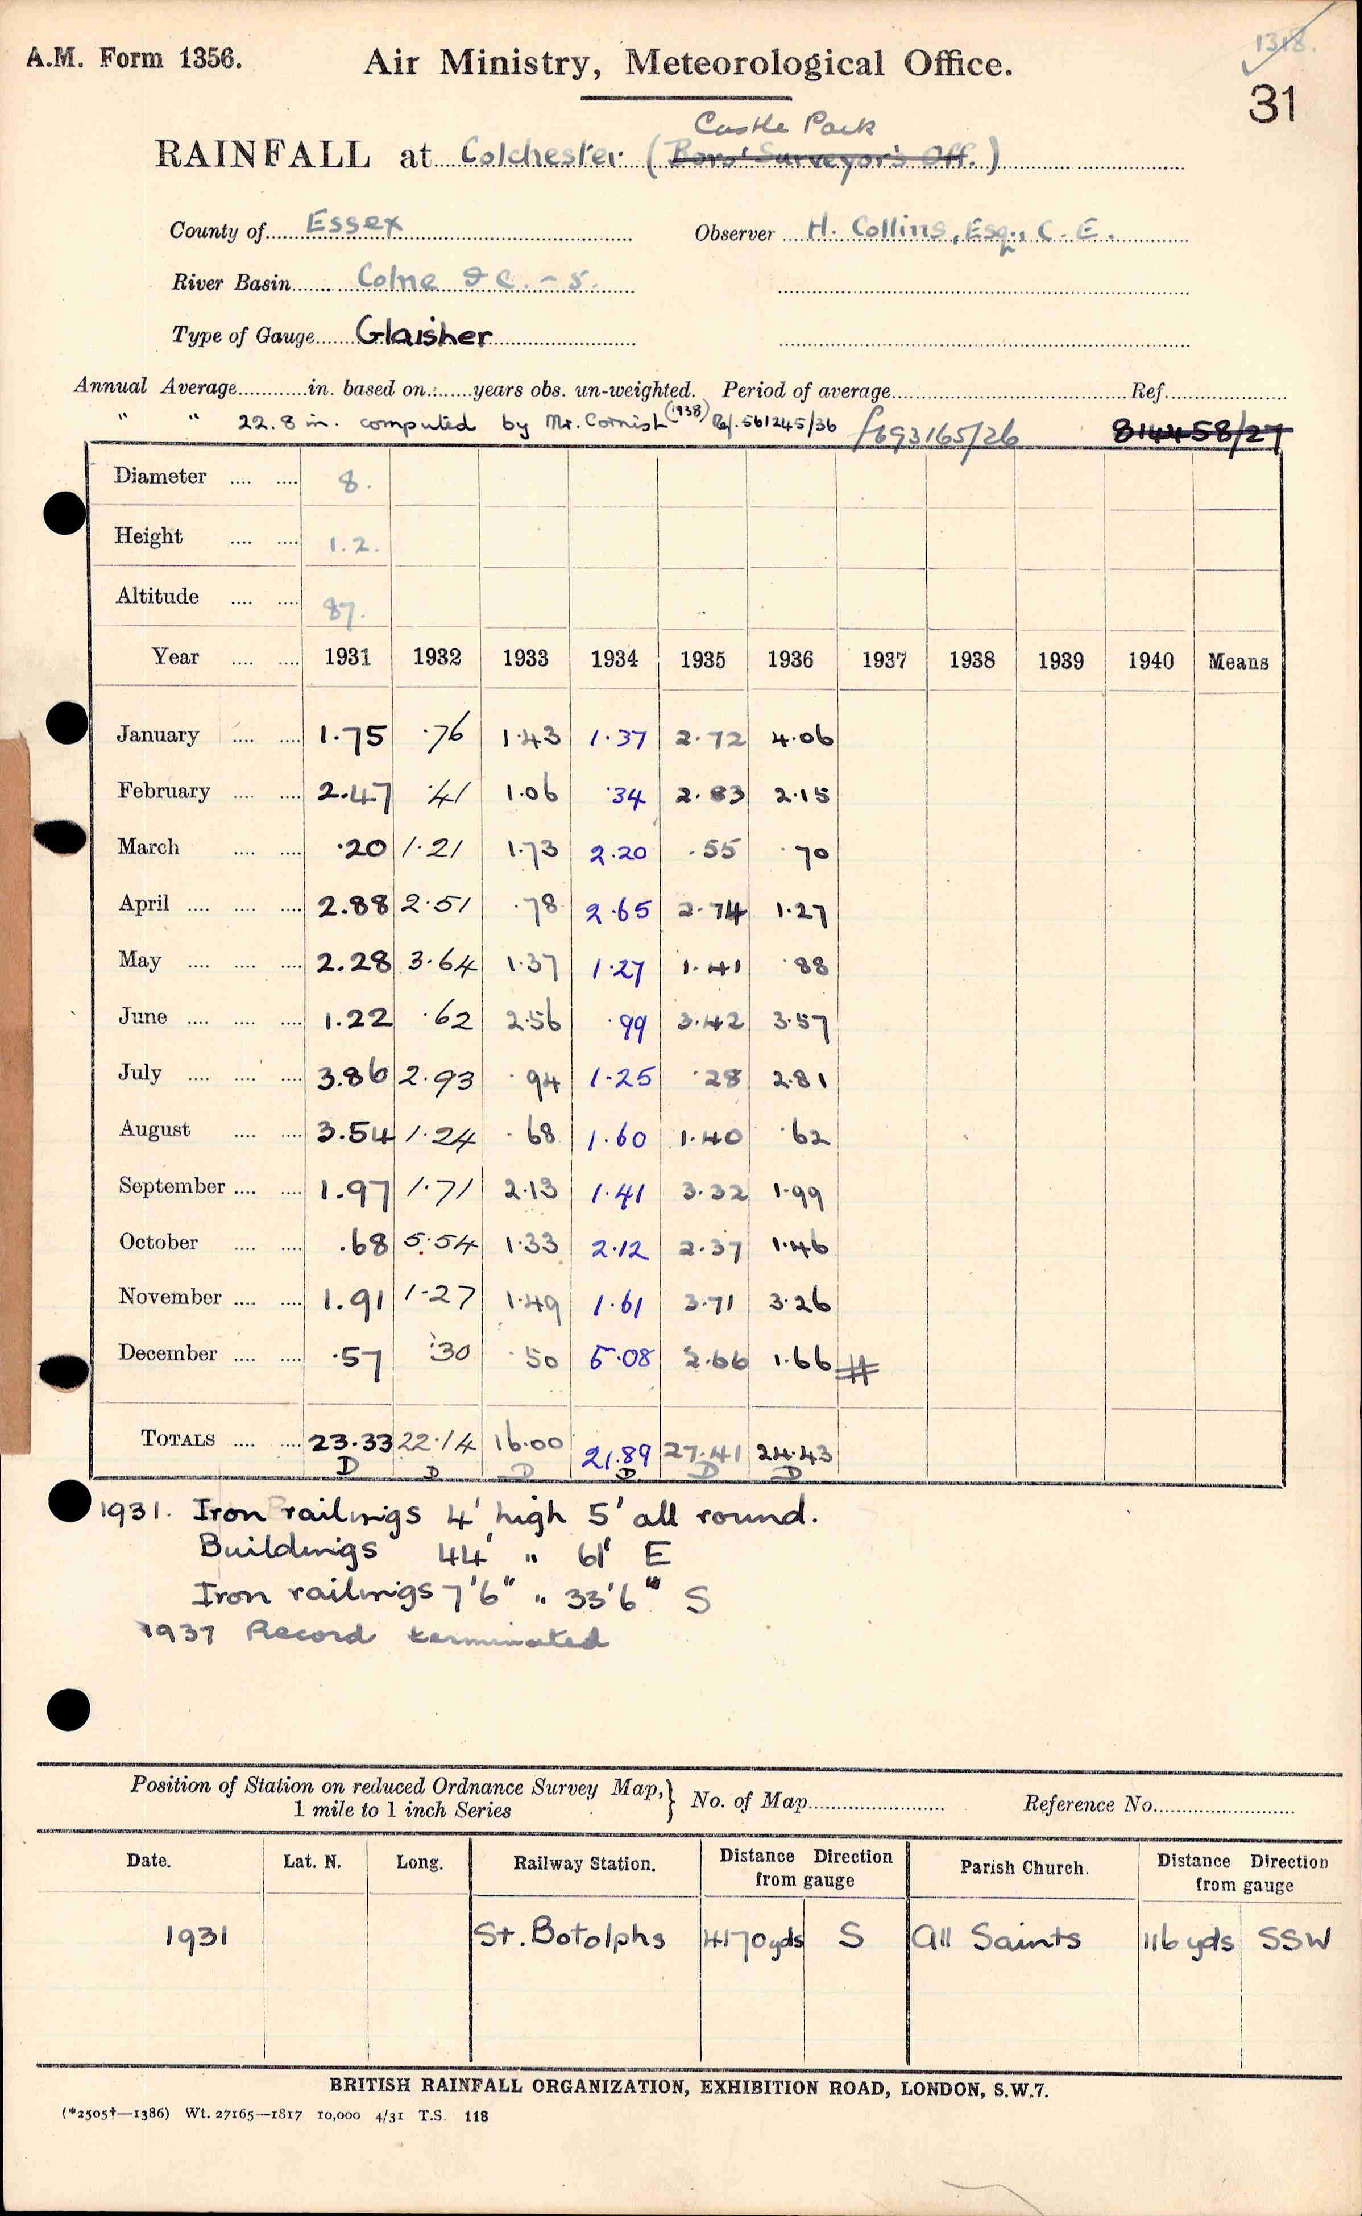 1318.
A.M. Form 1356.
Air Ministry, Meteorological Office.
31
Castle Park
RAINFALL at Colchester (Boro' Surveyor's Off.)
County of Essex Observer H. Collins, Esq., C.E.
River Basin Colne &c. - 5.
Type of Gauge Glaisher
Annual Average in. based on years obs. un-weighted. Period of average Ref.
" " 22.8 in. computed by Mr. Cornish (1938) 561245/36 f693165/26 814458/27
Diameter 8.
Height 1.2.
Altitude 87.
Year 1931 1932 1933 1934 1935 1936 1937 1938 1939 1940 Means
January 1.75 .76 1.43 1.37 2.72 4.06
February 2.47 .41 1.06 .34 2.83 2.15
March .20 1.21 1.73 2.20 .55 .70
April 2.88 2.51 .78 2.65 2.74 1.27
May 2.28 3.64 1.37 1.27 1.41 .88
June 1.22 .62 2.56 .99 3.42 3.57
July 3.86 2.93 .94 1.25 .28 2.81
August 3.54 1.24 .68 1.60 1.40 .62
September 1.97 1.71 2.13 1.41 3.32 1.99
October .68 5.54 1.33 2.12 2.37 1.46
November 1.91 1.27 1.49 1.61 3.71 3.26
December .57 .30 .50 5.08 2.66 1.66
TOTALS 23.33 22.14 16.00 21.89 27.41 24.43
D D D D D D
1931. Iron railings 4' high 5' all round.
Buildings 44' " 61' E
Iron railings 7'6" " 33'6" S
1937 Record terminated
Position of Station on reduced Ordnance Survey Map,
1 mile to 1 inch Series } No. of Map Reference No.
Date. Lat. N. Long. Railway Station. Distance Direction from gauge Parish Church. Distance Direction from gauge
1931 St. Botolphs 470yds S All Saints 116 yds SSW
BRITISH RAINFALL ORGANIZATION, EXHIBITION ROAD, LONDON, S.W.7.
(*2505†—1386) Wt. 27165—1817 10,000 4/31 T.S. 118